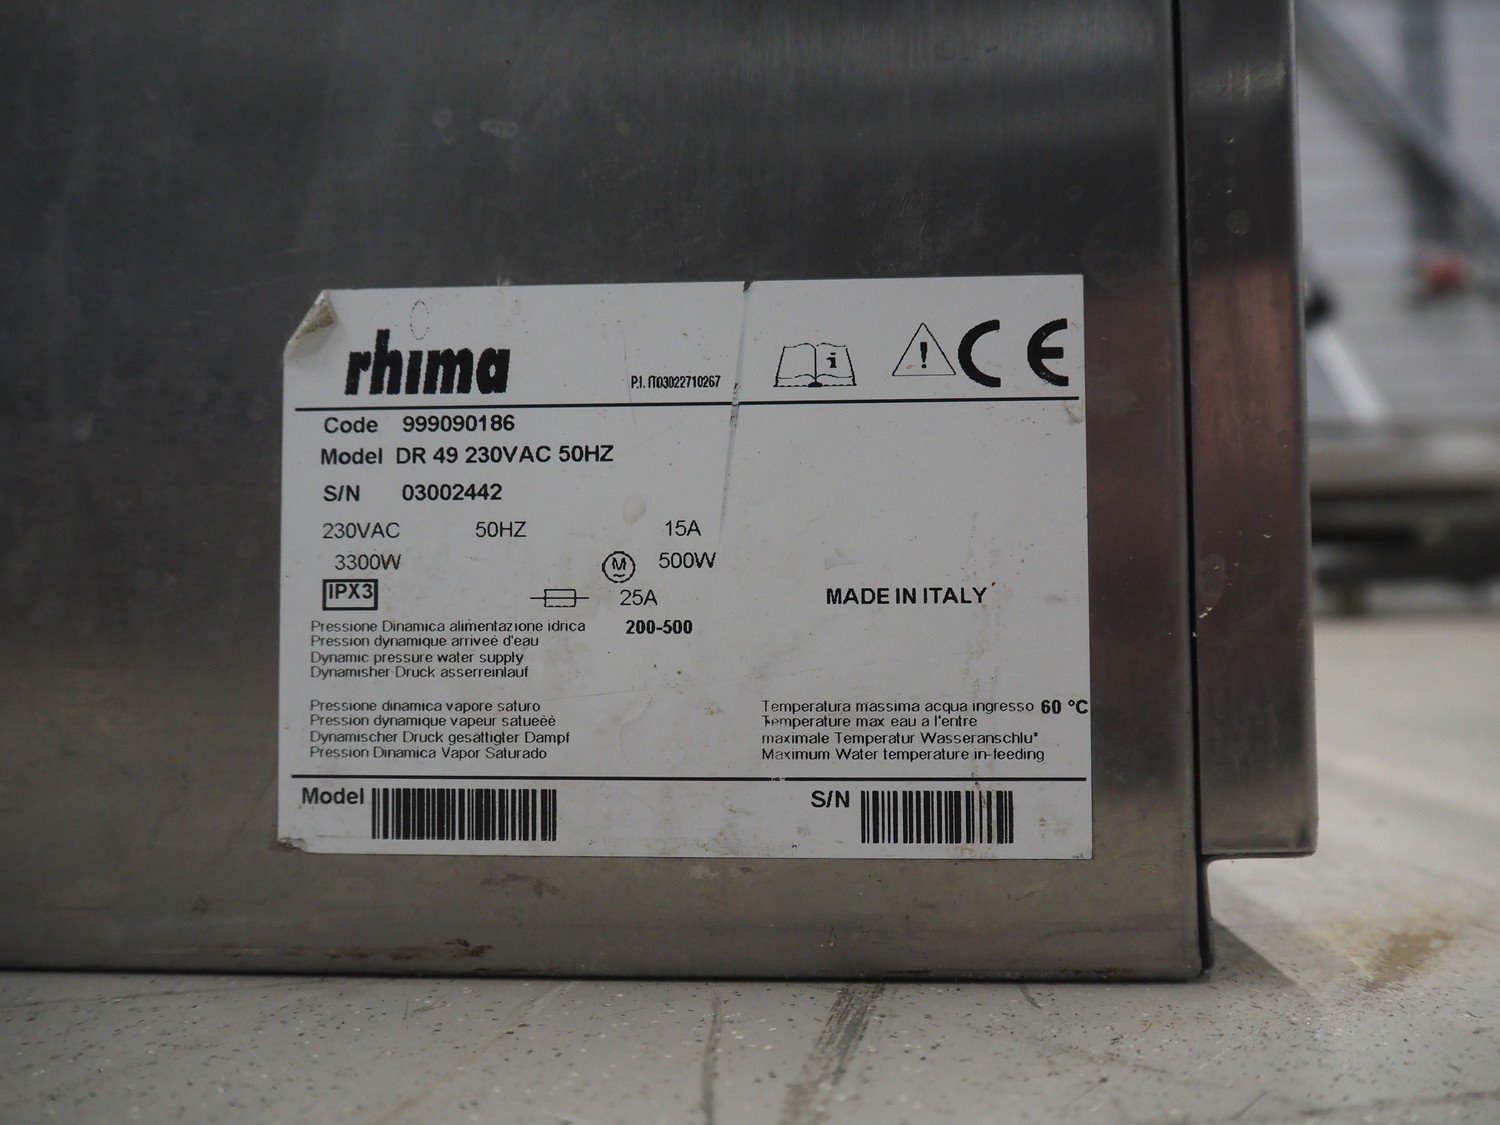 rhima
P.I. IT03022710267
i
!
CE
Code 999090186
Model DR 49 230VAC 50HZ
S/N 03002442
230VAC 50HZ 15A
3300W M 500W
IPX3 25A
MADE IN ITALY
Pressione Dinamica alimentazione idrica 200-500
Pression dynamique arriveè d'eau
Dynamic pressure water supply
Dynamisher Druck asserreinlauf
Pressione dinamica vapore saturo
Pression dynamique vapeur satueèè
Dynamischer Druck gesättigter Dampf
Pression Dinamica Vapor Saturado
Temperatura massima acqua ingresso 60 °C
Temperature max eau a l'entre
maximale Temperatur Wasseranschlu*
Maximum Water temperature in-feeding
Model
S/N